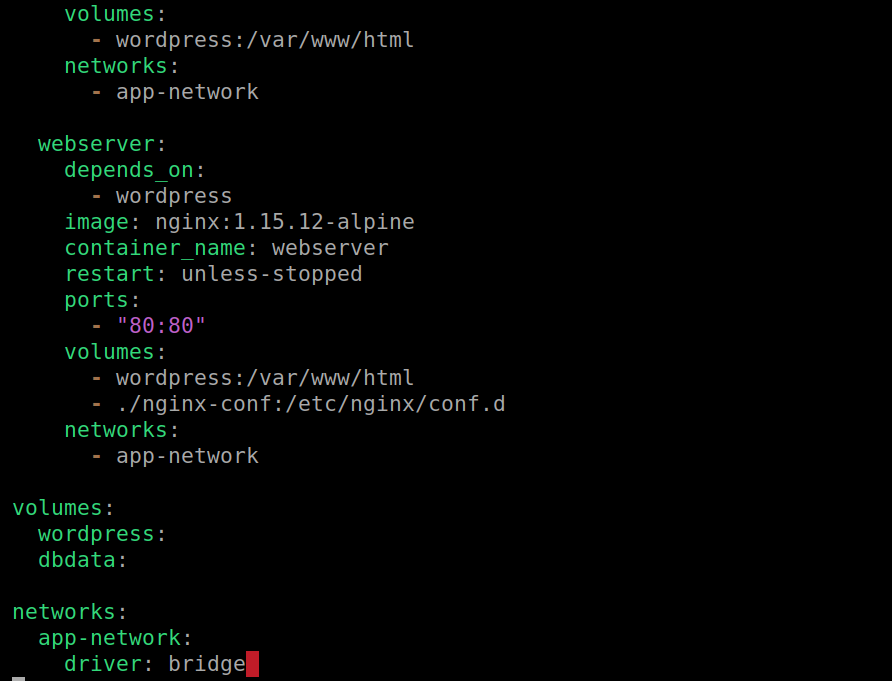 volumes:
- wordpress:/var/www/html
networks:
- app-network
webserver:
depends_on:
- wordpress
image: nginx:1.15.12-alpine
container_name: webserver
restart: unless-stopped
ports:
- "80:80"
volumes:
- wordpress:/var/www/html
- ./nginx-conf:/etc/nginx/conf.d
networks:
- app-network
volumes:
wordpress:
dbdata:
networks:
app-network:
driver: bridge